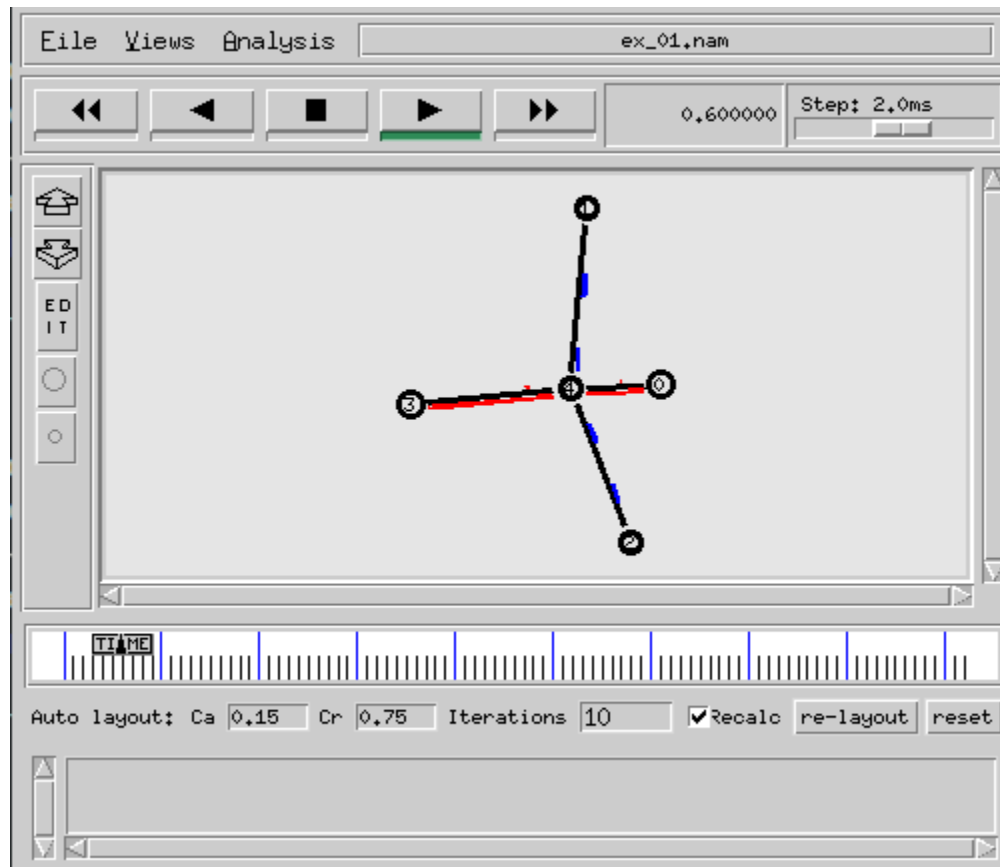 Eile Views Analysis ex_01.nam
0.600000 Step: 2.0ms
ED
IT
1
3 4 0
2
TIME
Auto layout: Ca 0.15 Cr 0.75 Iterations 10 Recalc re-layout reset